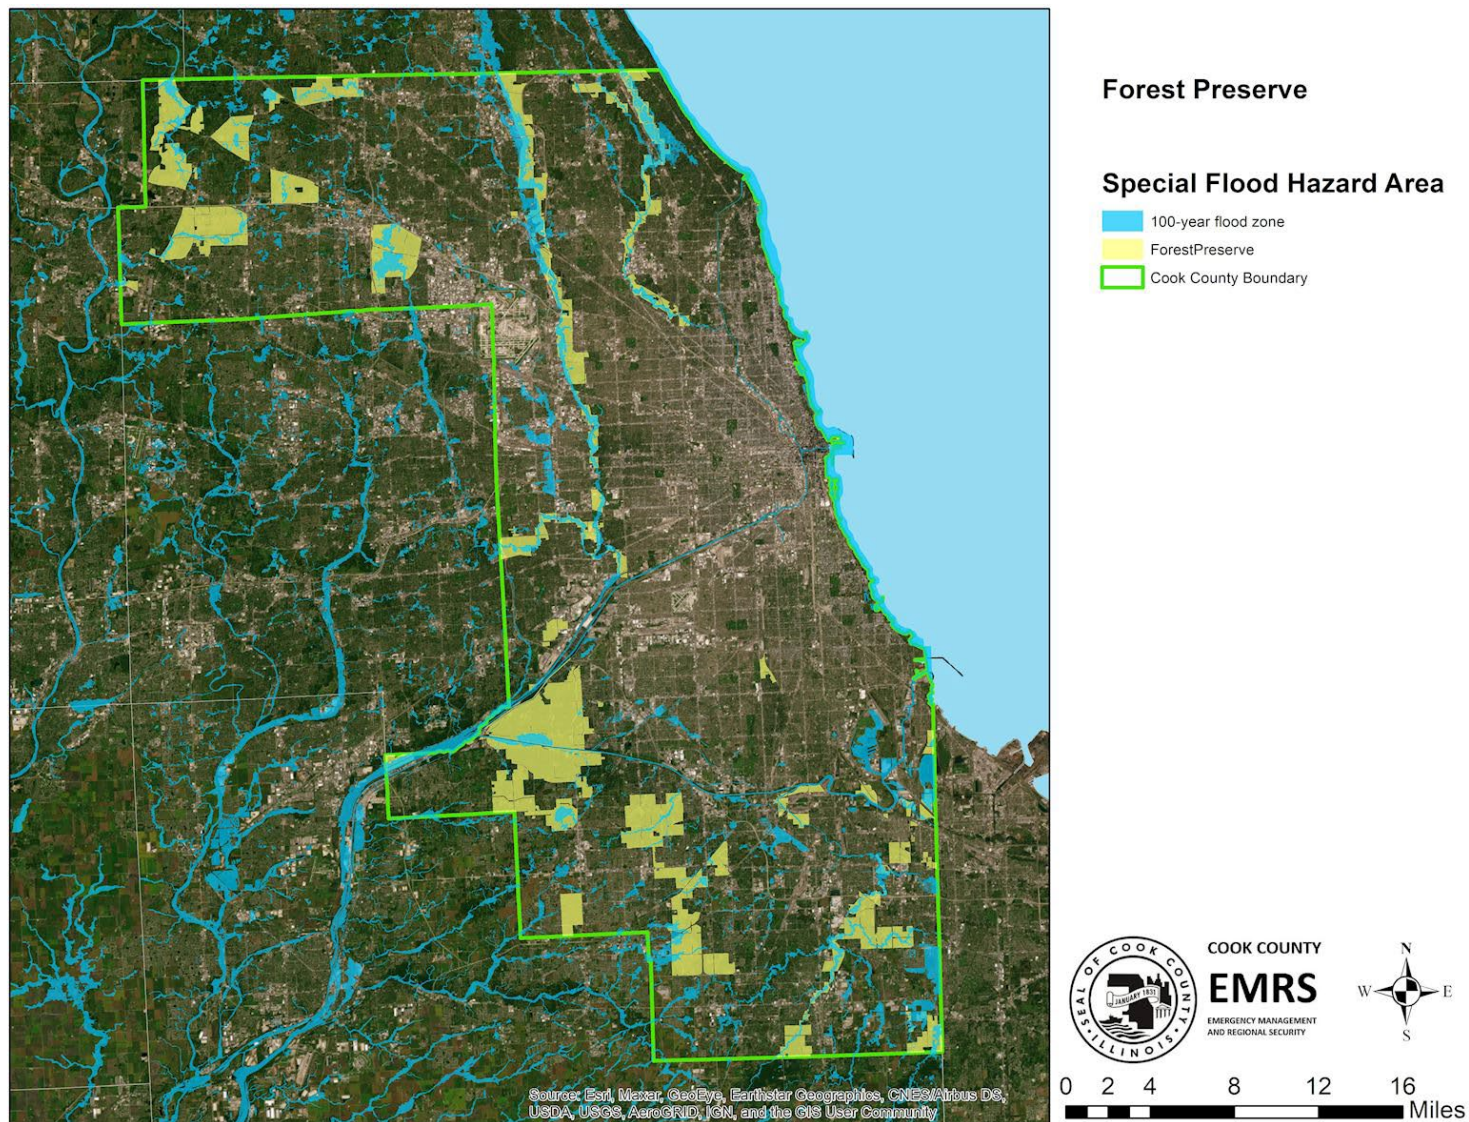 Forest Preserve
Special Flood Hazard Area
100-year flood zone
ForestPreserve
Cook County Boundary
SEAL OF COOK COUNTY
JANUARY 1831
ILLINOIS
COOK COUNTY
EMRS
EMERGENCY MANAGEMENT
AND REGIONAL SECURITY
N
W E
S
0 2 4 8 12 16
Miles
Source: Esri, Maxar, GeoEye, Earthstar Geographics, CNES/Airbus DS,
USDA, USGS, AeroGRID, IGN, and the GIS User Community